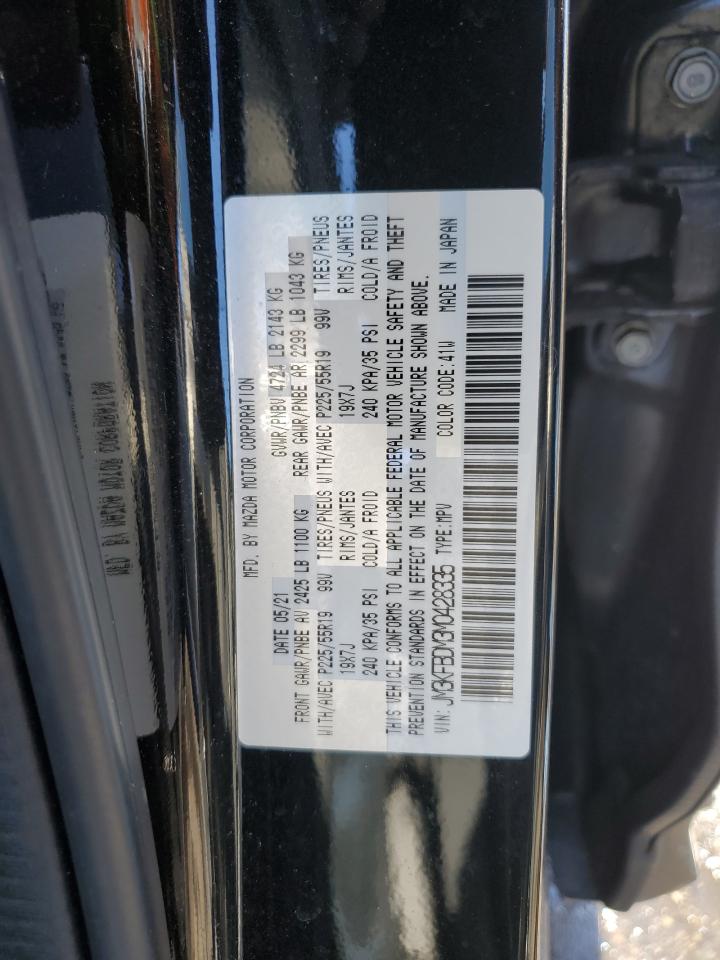 MFD. BY MAZDA MOTOR CORPORATION
DATE 05/21 GVWR/PNBV 4724 LB 2143 KG
FRONT GAWR/PNBE AV 2425 LB 1100 KG REAR GAWR/PNBE AR 2299 LB 1043 KG
WITH/AVEC P225/55R19 99V TIRES/PNEUS WITH/AVEC P225/55R19 99V TIRES/PNEUS
19X7J RIMS/JANTES 19X7J RIMS/JANTES
240 KPA/35 PSI COLD/A FROID 240 KPA/35 PSI COLD/A FROID
THIS VEHICLE CONFORMS TO ALL APPLICABLE FEDERAL MOTOR VEHICLE SAFETY AND THEFT
PREVENTION STANDARDS IN EFFECT ON THE DATE OF MANUFACTURE SHOWN ABOVE.
VIN: JM3KFBDM3M0428335 TYPE:MPV COLOR CODE:41W MADE IN JAPAN